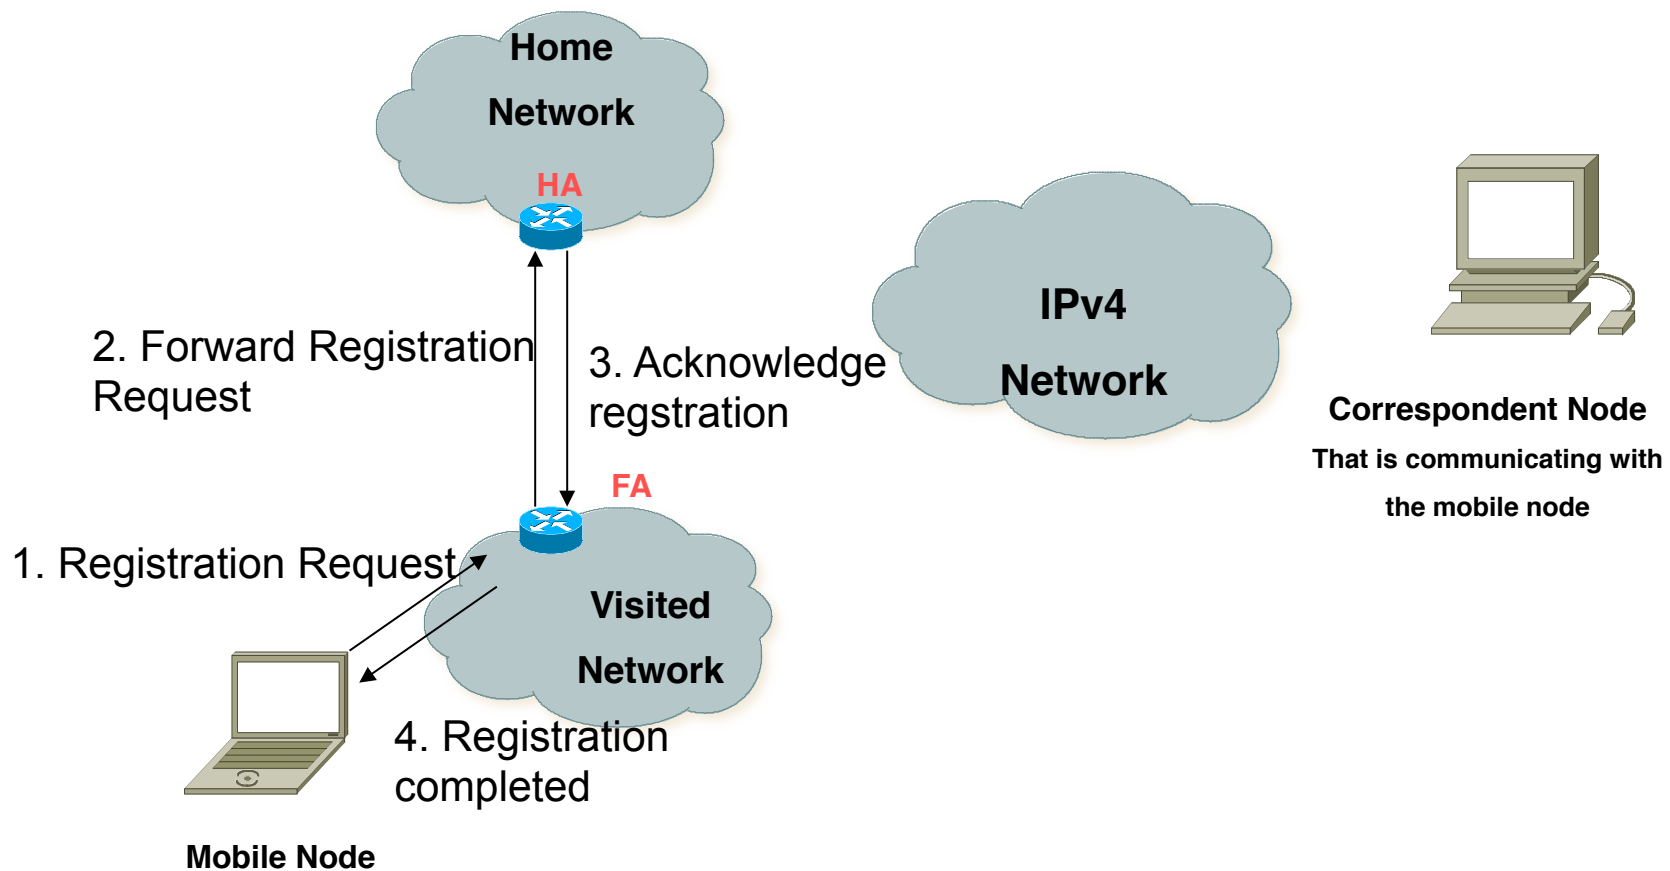 Home
Network
HA
IPv4
Network
2. Forward Registration
Request
3. Acknowledge
regstration
Correspondent Node
That is communicating with
the mobile node
FA
1. Registration Request
Visited
Network
4. Registration
completed
Mobile Node